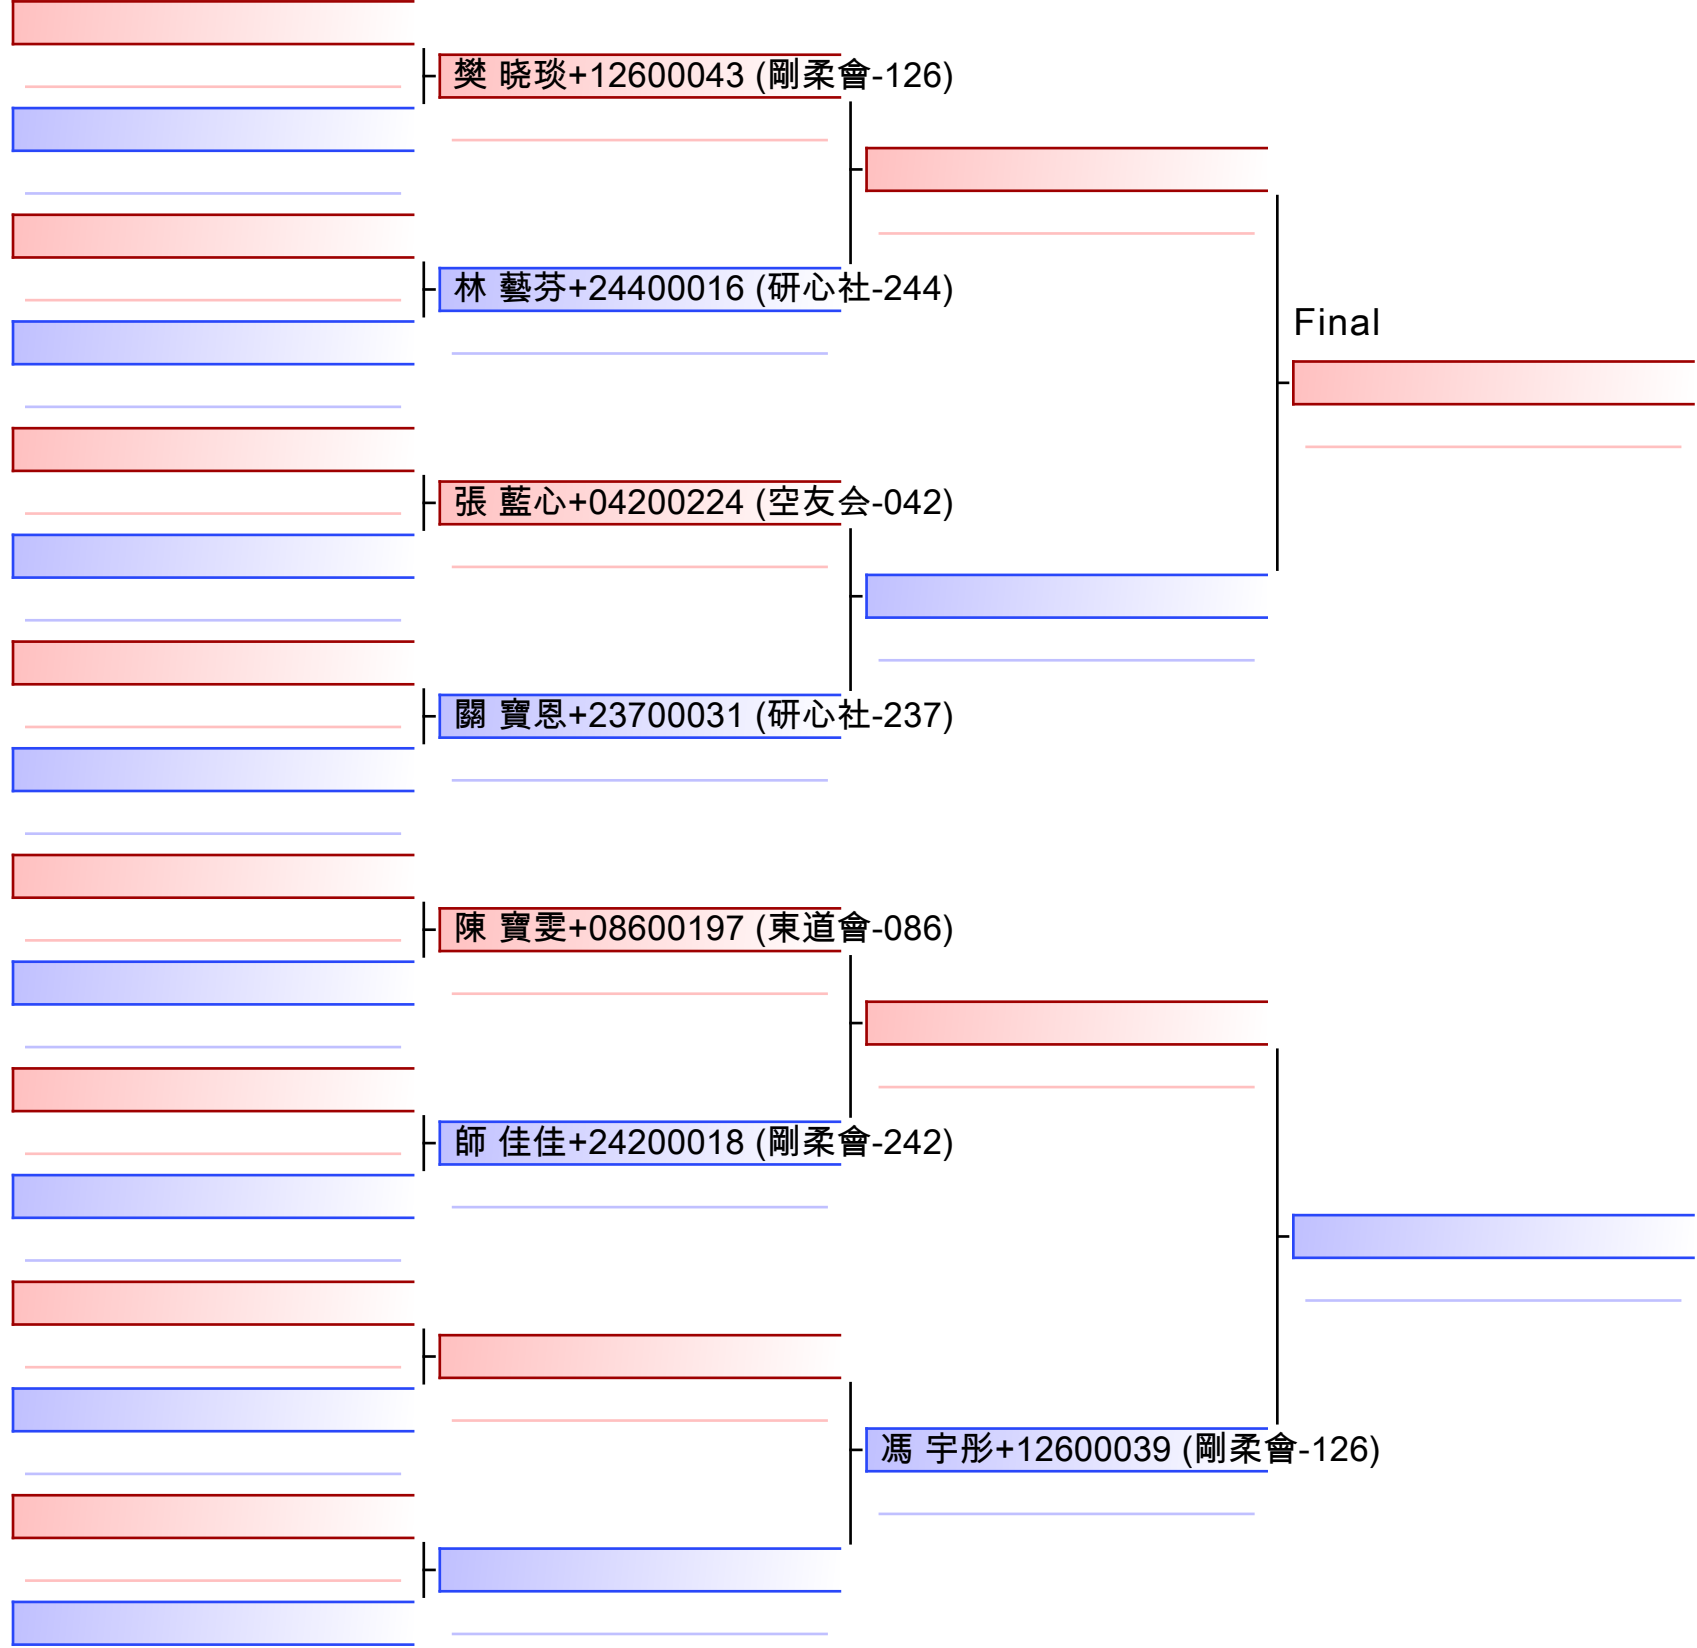 樊 晓琰+12600043 (剛柔會-126)
林 藝芬+24400016 (研心社-244)
Final
張 藍心+04200224 (空友会-042)
關 寶恩+23700031 (研心社-237)
陳 寶雯+08600197 (東道會-086)
師 佳佳+24200018 (剛柔會-242)
馮 宇彤+12600039 (剛柔會-126)